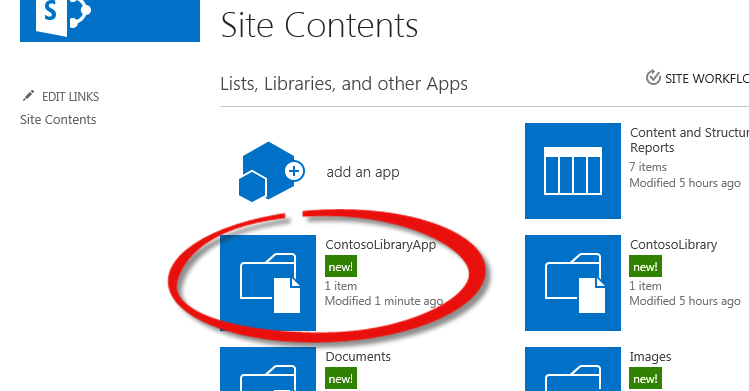 S
Site Contents
EDIT LINKS
Site Contents
Lists, Libraries, and other Apps
SITE WORKFLO
add an app
Content and Structur
Reports
7 items
Modified 5 hours ago
ContosoLibraryApp
new!
1 item
Modified 1 minute ago
ContosoLibrary
new!
1 item
Modified 5 hours ago
Documents
new!
Images
new!